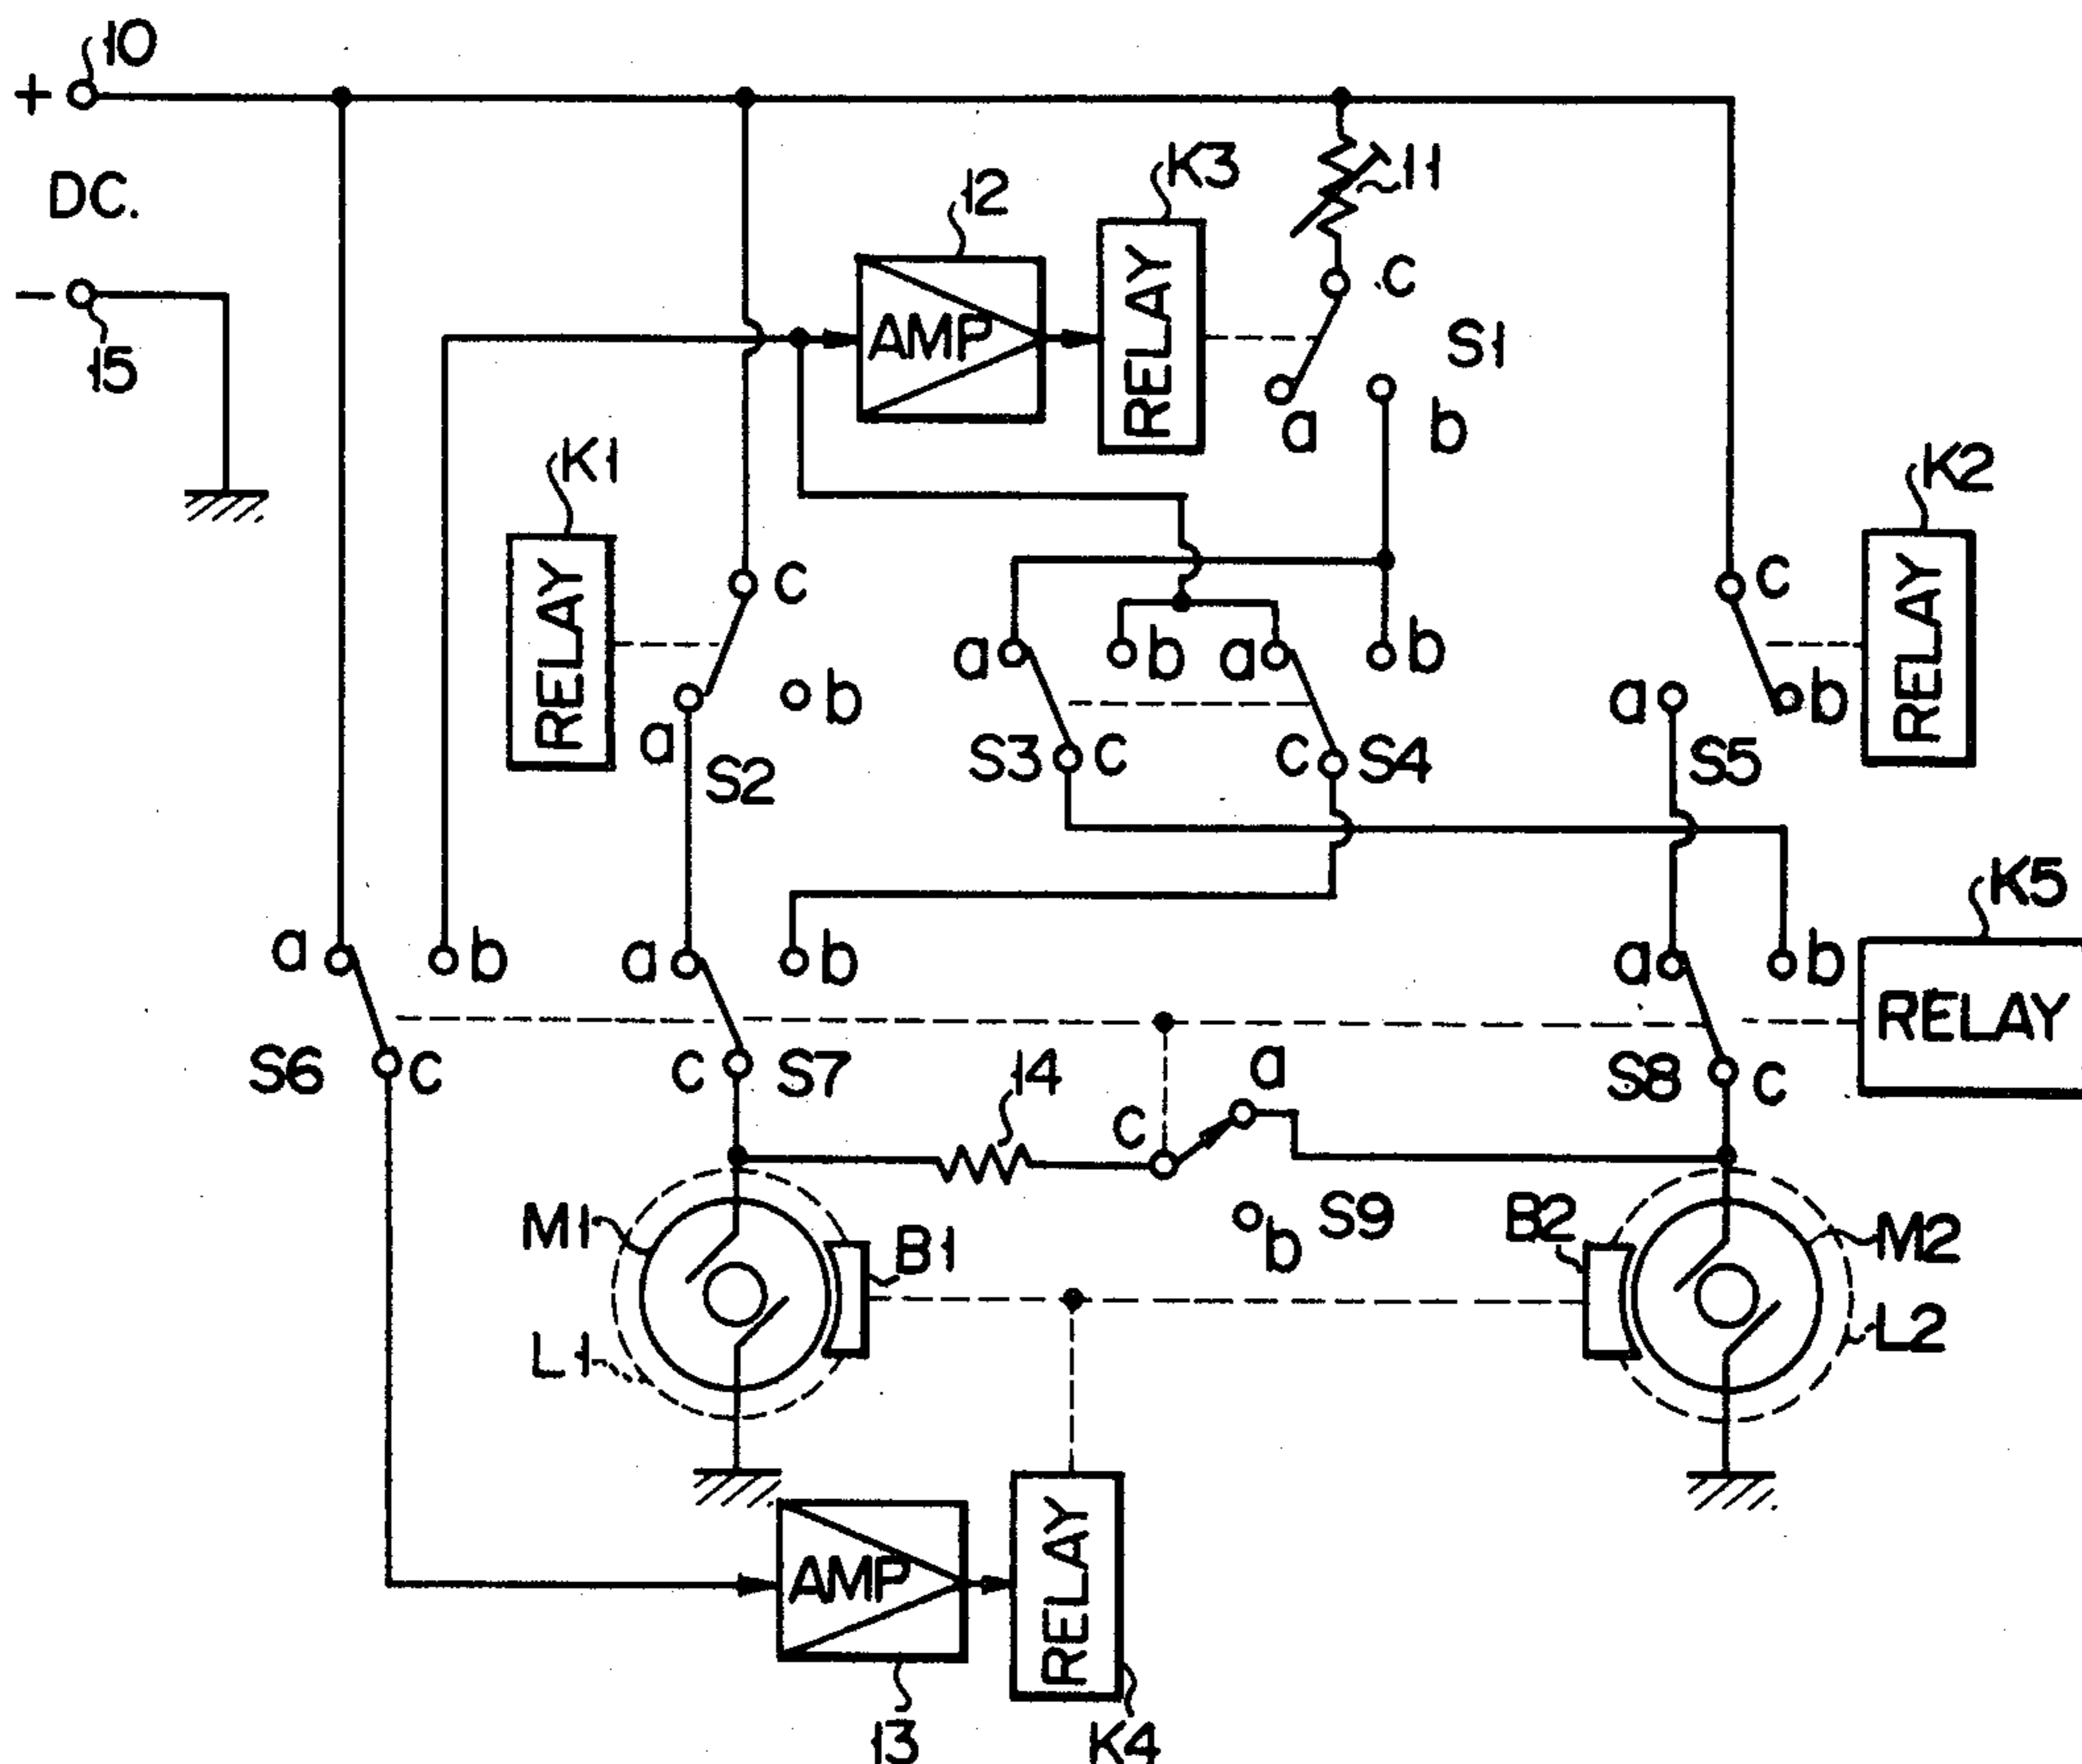 10
+
DC.
-
15
12
K3
11
AMP
RELAY
c
S1
a
b
K1
RELAY
c
a
b
S2
a
b
a
b
S3
c
c
S4
K2
c
RELAY
a
b
S5
K5
a
b
a
b
a
b
RELAY
S6
c
c
S7
S8
c
14
c
a
b
S9
M1
B1
L1
B2
M2
L2
AMP
RELAY
13
K4